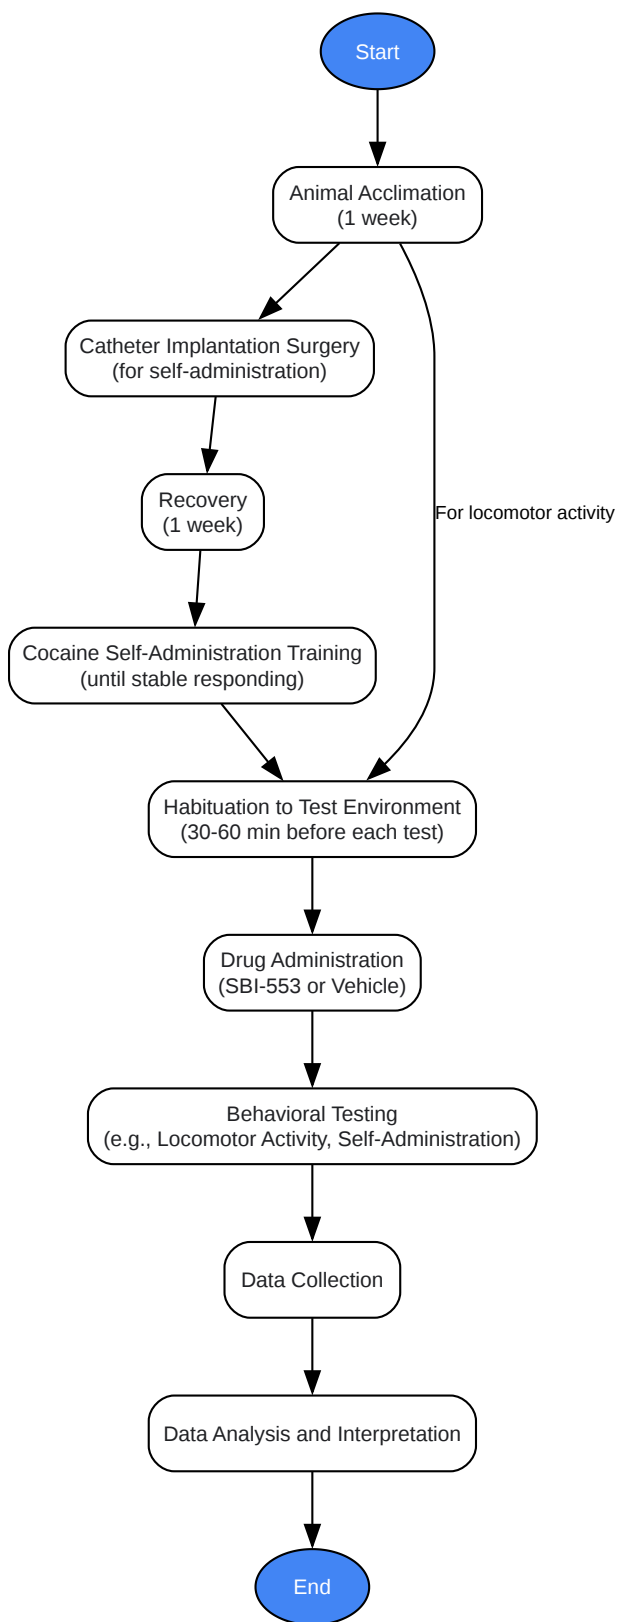 Start
Animal Acclimation
(1 week)
Catheter Implantation Surgery
(for self-administration)
Recovery
(1 week)
For locomotor activity
Cocaine Self-Administration Training
(until stable responding)
Habituation to Test Environment
(30-60 min before each test)
Drug Administration
(SBI-553 or Vehicle)
Behavioral Testing
(e.g., Locomotor Activity, Self-Administration)
Data Collection
Data Analysis and Interpretation
End